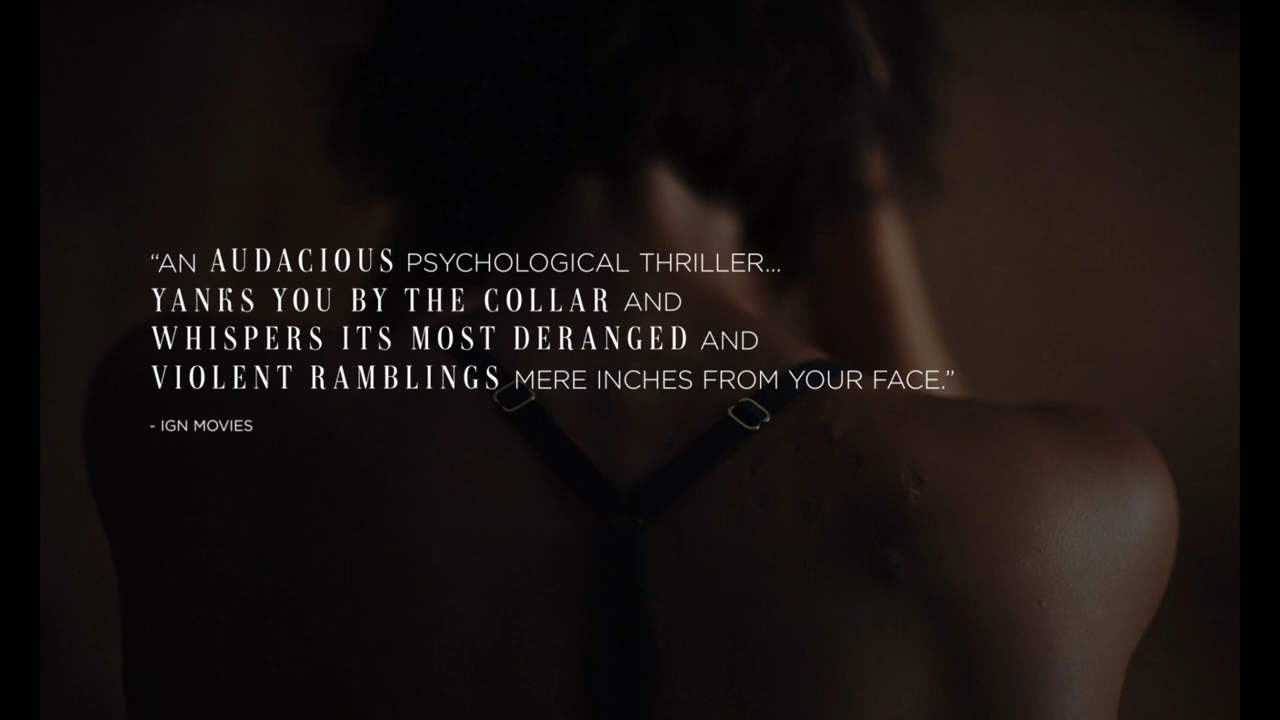 “AN AUDACIOUS PSYCHOLOGICAL THRILLER...
YANKS YOU BY THE COLLAR AND
WHISPERS ITS MOST DERANGED AND
VIOLENT RAMBLINGS MERE INCHES FROM YOUR FACE.”
- IGN MOVIES